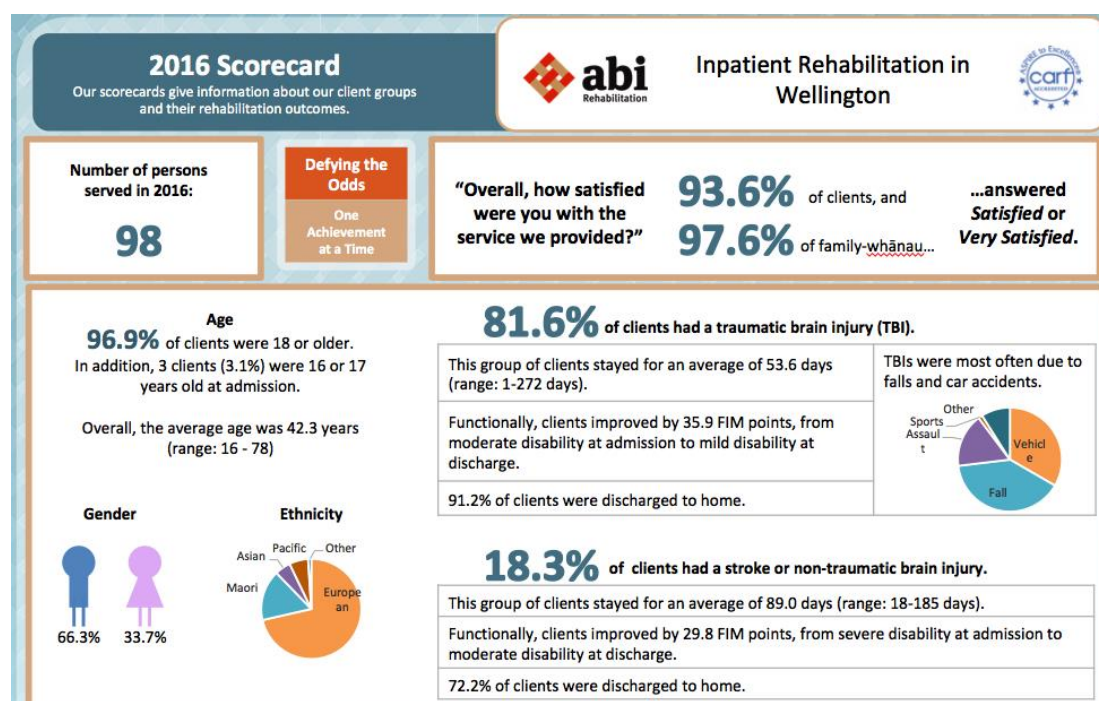 2016 Scorecard
Our scorecards give information about our client groups
and their rehabilitation outcomes.
abi
Rehabilitation
Inpatient Rehabilitation in
Wellington
ASPIRE to Excellence
carf
ACCREDITED
Number of persons
served in 2016:
98
Defying the
Odds
One
Achievement
at a Time
“Overall, how satisfied
were you with the
service we provided?”
93.6% of clients, and
97.6% of family-whānau…
…answered
Satisfied or
Very Satisfied.
Age
96.9% of clients were 18 or older.
In addition, 3 clients (3.1%) were 16 or 17
years old at admission.
Overall, the average age was 42.3 years
(range: 16 - 78)
Gender
66.3%
33.7%
Ethnicity
Asian
Pacific
Other
Maori
Europe
an
81.6% of clients had a traumatic brain injury (TBI).
This group of clients stayed for an average of 53.6 days
(range: 1-272 days).
Functionally, clients improved by 35.9 FIM points, from
moderate disability at admission to mild disability at
discharge.
91.2% of clients were discharged to home.
TBIs were most often due to
falls and car accidents.
Other
Sports
Assaul
t
Vehicl
e
Fall
18.3% of clients had a stroke or non-traumatic brain injury.
This group of clients stayed for an average of 89.0 days (range: 18-185 days).
Functionally, clients improved by 29.8 FIM points, from severe disability at admission to
moderate disability at discharge.
72.2% of clients were discharged to home.